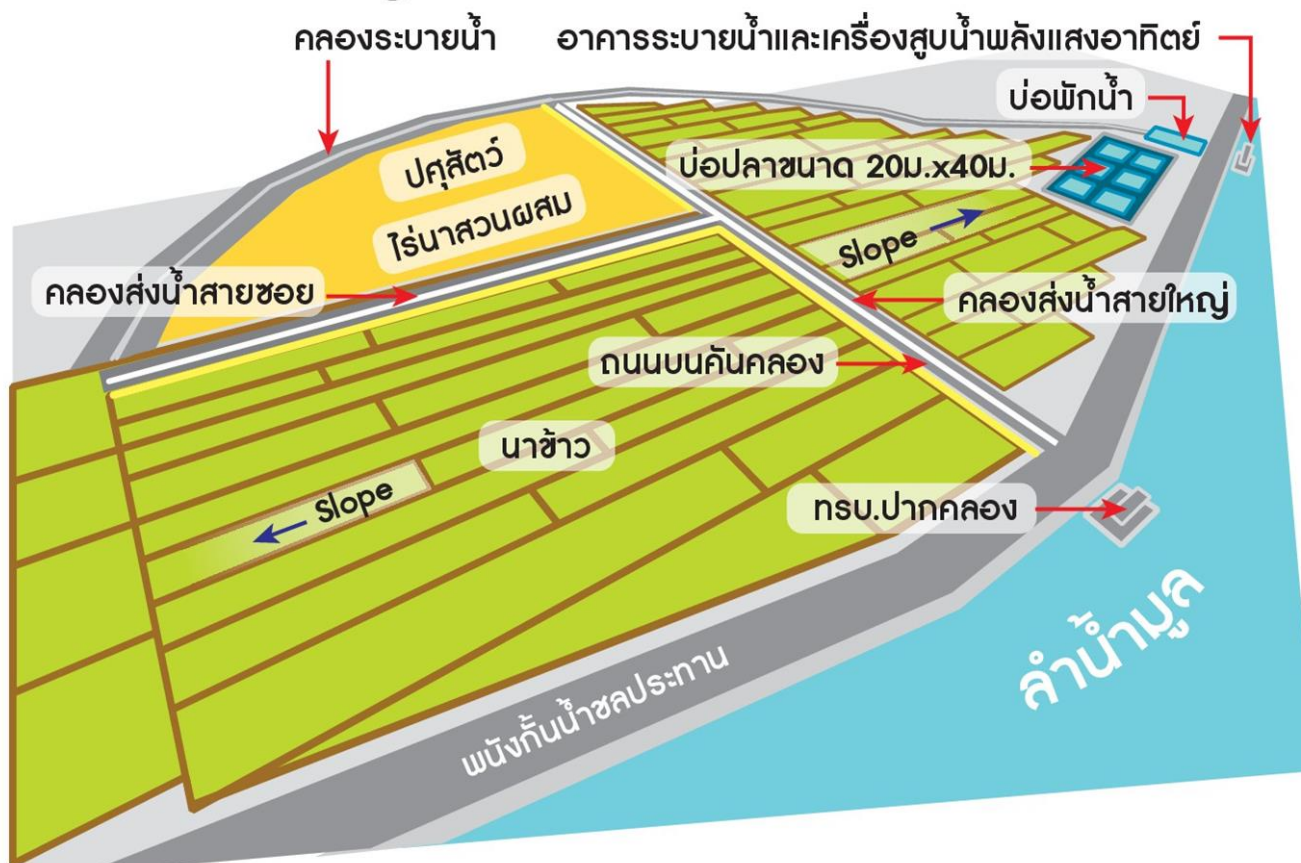 คลองระบายน้ำ
อาคารระบายน้ำและเครื่องสูบน้ำพลังแสงอาทิตย์
บ่อพักน้ำ
ปศุสัตว์
บ่อปลาขนาด 20ม.x40ม.
ไร่นาสวนผสม
Slope
คลองส่งน้ำสายซอย
คลองส่งน้ำสายใหญ่
ถนนบนคันคลอง
นาข้าว
Slope
ทรบ.ปากคลอง
ลำน้ำมูล
พนังกั้นน้ำชลประทาน